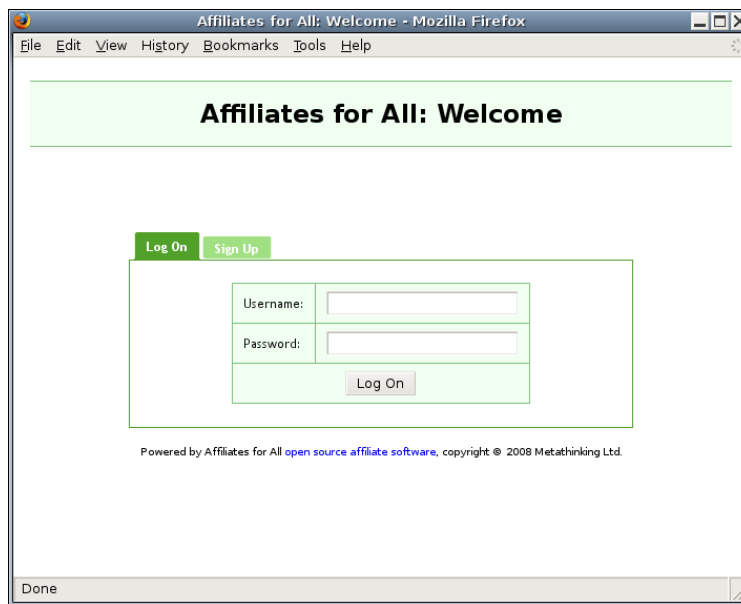 Affiliates for All: Welcome - Mozilla Firefox
File Edit View History Bookmarks Tools Help
Affiliates for All: Welcome
Log On Sign Up
Username:
Password:
Log On
Powered by Affiliates for All open source affiliate software, copyright © 2008 Metathinking Ltd.
Done